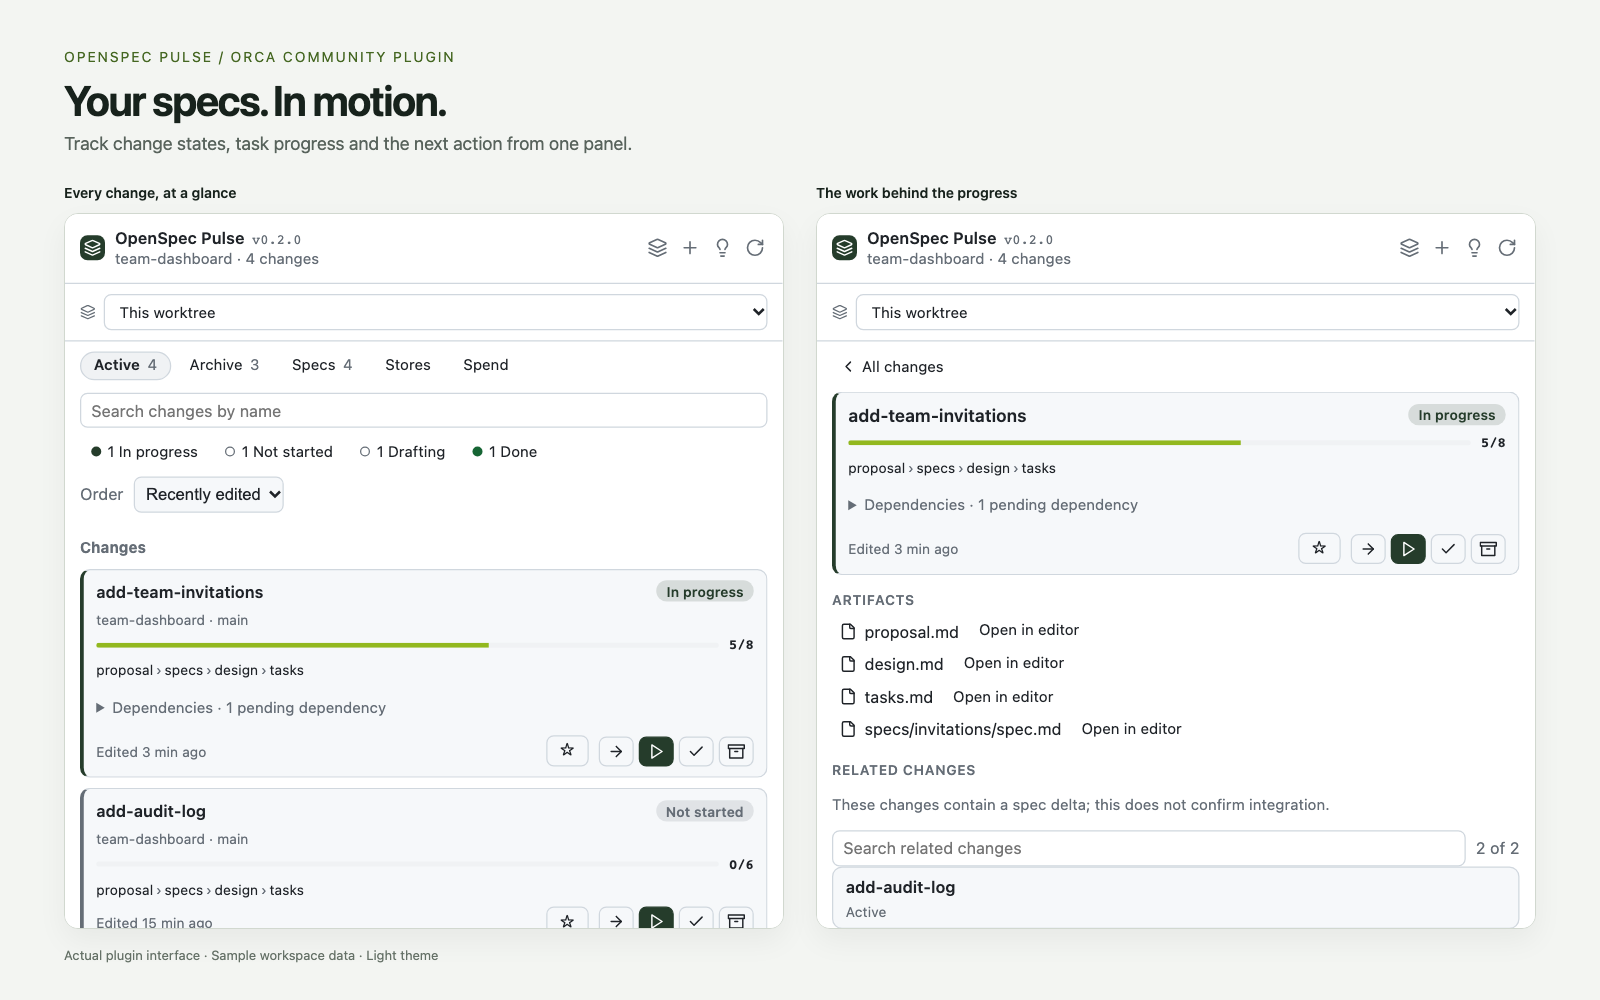 OPENSPEC PULSE / ORCA COMMUNITY PLUGIN
Your specs. In motion.
Track change states, task progress and the next action from one panel.
Every change, at a glance
OpenSpec Pulse v0.2.0
team-dashboard · 4 changes
This worktree
Active 4 Archive 3 Specs 4 Stores Spend
Search changes by name
1 In progress 1 Not started 1 Drafting 1 Done
Order Recently edited
Changes
add-team-invitations In progress
team-dashboard · main
5/8
proposal › specs › design › tasks
Dependencies · 1 pending dependency
Edited 3 min ago
add-audit-log Not started
team-dashboard · main
0/6
proposal › specs › design › tasks
Edited 15 min ago
The work behind the progress
OpenSpec Pulse v0.2.0
team-dashboard · 4 changes
This worktree
All changes
add-team-invitations In progress
5/8
proposal › specs › design › tasks
Dependencies · 1 pending dependency
Edited 3 min ago
ARTIFACTS
proposal.md Open in editor
design.md Open in editor
tasks.md Open in editor
specs/invitations/spec.md Open in editor
RELATED CHANGES
These changes contain a spec delta; this does not confirm integration.
Search related changes 2 of 2
add-audit-log
Active
Actual plugin interface · Sample workspace data · Light theme